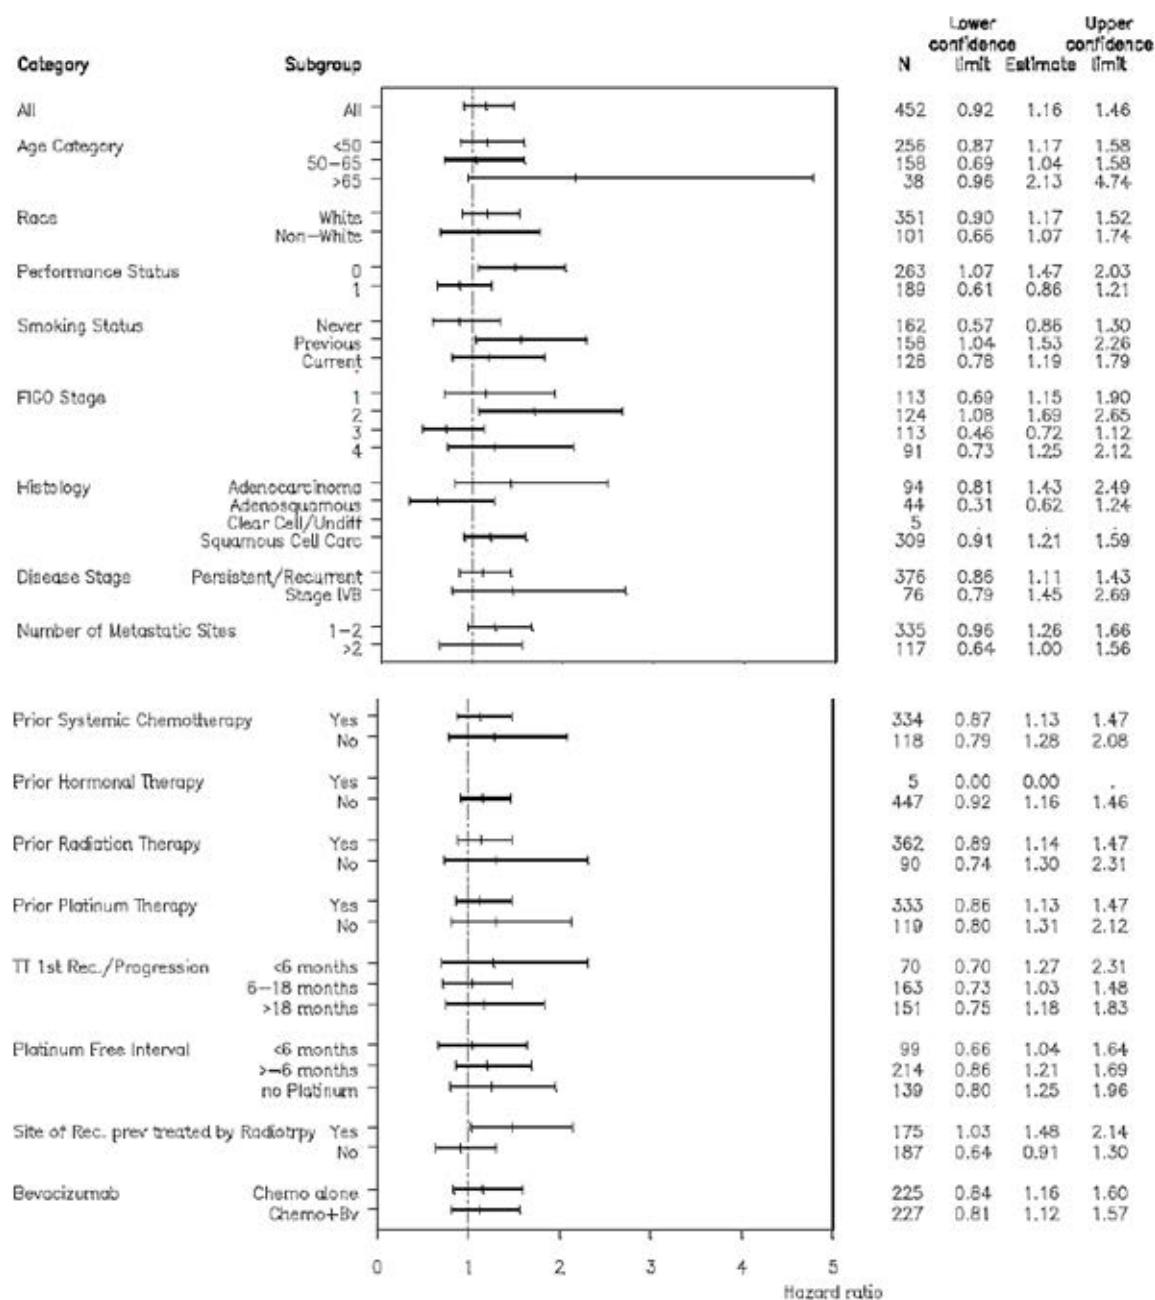 Lower Upper
confidence confidence
Category Subgroup N limit Estimate limit
All All 452 0.92 1.16 1.46
Age Category <50 256 0.87 1.17 1.58
50-65 158 0.69 1.04 1.58
>65 38 0.96 2.13 4.74
Race White 351 0.90 1.17 1.52
Non-White 101 0.66 1.07 1.74
Performance Status 0 263 1.07 1.47 2.03
1 189 0.61 0.86 1.21
Smoking Status Never 162 0.57 0.86 1.30
Previous 158 1.04 1.53 2.26
Current 128 0.78 1.19 1.79
FIGO Stage 1 113 0.69 1.15 1.90
2 124 1.08 1.69 2.65
3 113 0.46 0.72 1.12
4 91 0.73 1.25 2.12
Histology Adenocarcinoma 94 0.81 1.43 2.49
Adenosquamous 44 0.31 0.62 1.24
Clear Cell/Undiff 5 . . .
Squamous Cell Carc 309 0.91 1.21 1.59
Disease Stage Persistent/Recurrent 376 0.86 1.11 1.43
Stage IVB 76 0.79 1.45 2.69
Number of Metastatic Sites 1-2 335 0.96 1.26 1.66
>2 117 0.64 1.00 1.56
Prior Systemic Chemotherapy Yes 334 0.87 1.13 1.47
No 118 0.79 1.28 2.08
Prior Hormonal Therapy Yes 5 0.00 0.00 .
No 447 0.92 1.16 1.46
Prior Radiation Therapy Yes 362 0.89 1.14 1.47
No 90 0.74 1.30 2.31
Prior Platinum Therapy Yes 333 0.86 1.13 1.47
No 119 0.80 1.31 2.12
TT 1st Rec./Progression <6 months 70 0.70 1.27 2.31
6-18 months 163 0.73 1.03 1.48
>18 months 151 0.75 1.18 1.83
Platinum Free Interval <6 months 99 0.66 1.04 1.64
>-6 months 214 0.86 1.21 1.69
no Platinum 139 0.80 1.25 1.96
Site of Rec. prev treated by Radiotrpy Yes 175 1.03 1.48 2.14
No 187 0.64 0.91 1.30
Bevacizumab Chemo alone 225 0.84 1.16 1.60
Chemo+Bv 227 0.81 1.12 1.57
0 1 2 3 4 5
Hazard ratio